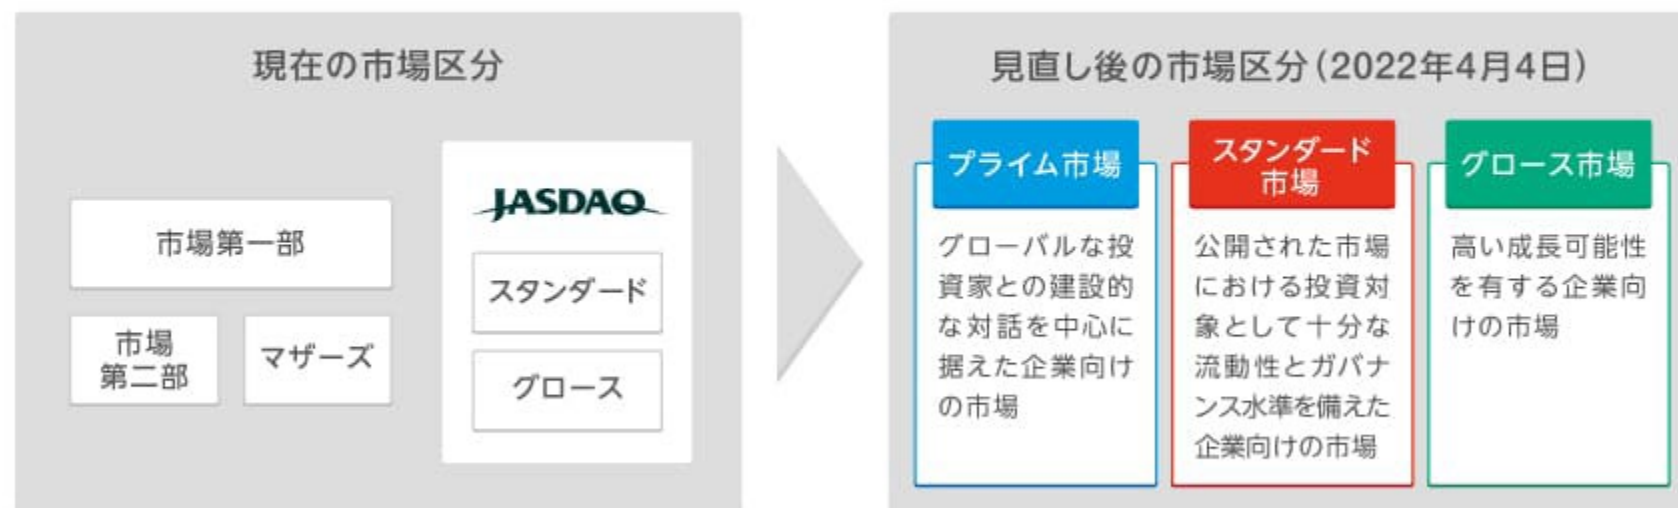 現在の市場区分
市場第一部
市場
第二部
マザーズ
JASDAQ
スタンダード
グロース
見直し後の市場区分(2022年4月4日)
プライム市場
グローバルな投
資家との建設的
な対話を中心に
据えた企業向け
の市場
スタンダード
市場
公開された市場
における投資対
象として十分な
流動性とガバナ
ンス水準を備えた
企業向けの市場
グロース市場
高い成長可能性
を有する企業向
けの市場